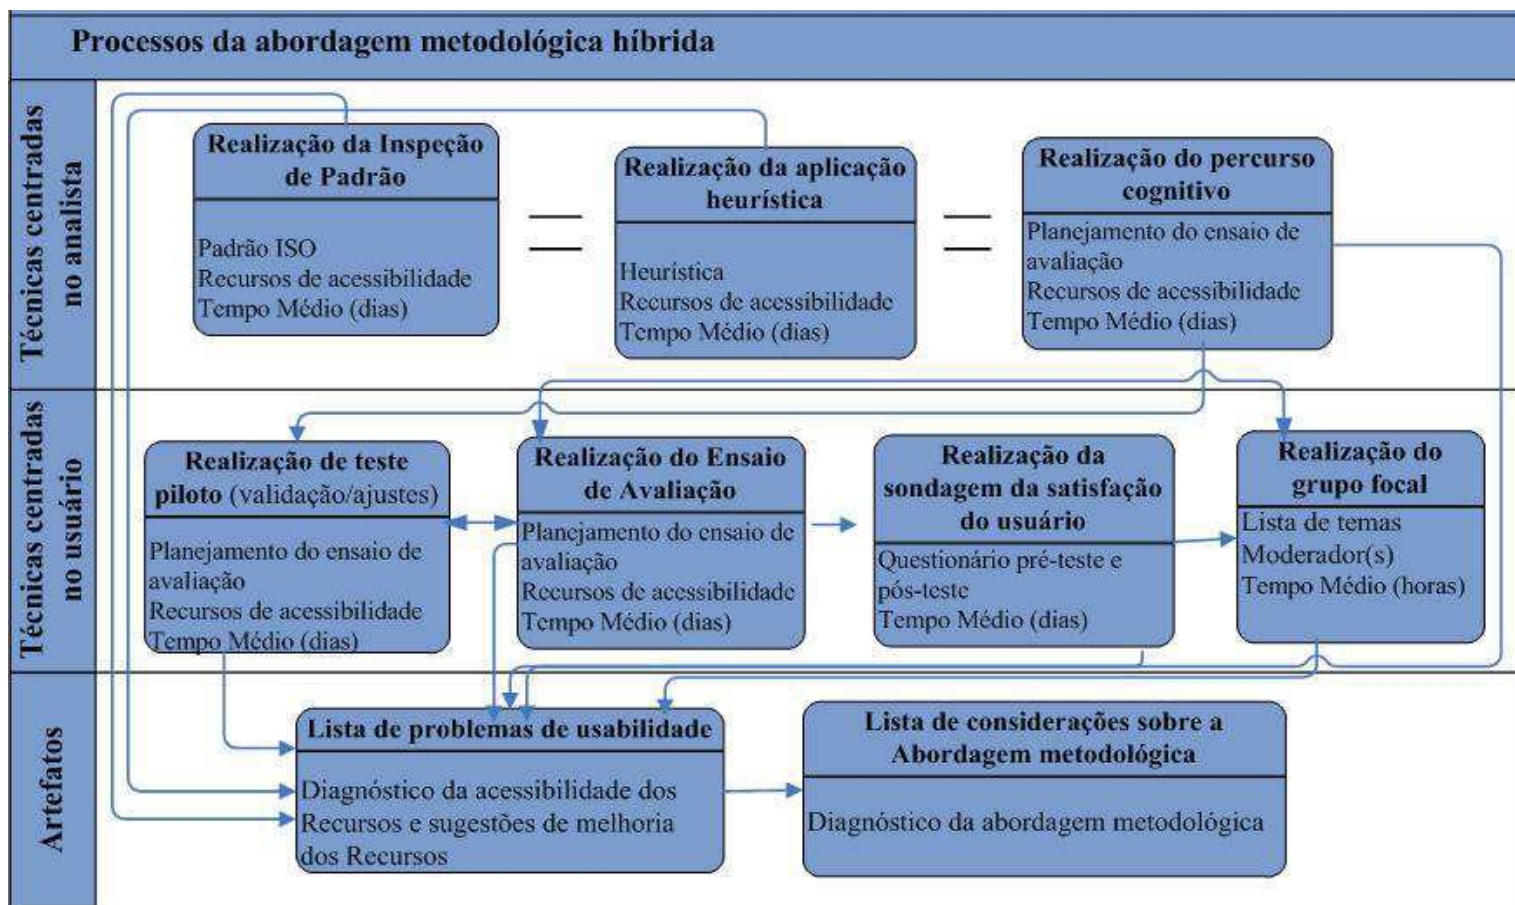 Processos da abordagem metodológica híbrida
Técnicas centradas
no analista
Realização da Inspeção
de Padrão
Padrão ISO
Recursos de acessibilidade
Tempo Médio (dias)
Realização da aplicação
heurística
Heurística
Recursos de acessibilidade
Tempo Médio (dias)
Realização do percurso
cognitivo
Planejamento do ensaio de
avaliação
Recursos de acessibilidade
Tempo Médio (dias)
Técnicas centradas
no usuário
Realização de teste
piloto (validação/ajustes)
Planejamento do ensaio de
avaliação
Recursos de acessibilidade
Tempo Médio (dias)
Realização do Ensaio
de Avaliação
Planejamento do ensaio de
avaliação
Recursos de acessibilidade
Tempo Médio (dias)
Realização da
sondagem da satisfação
do usuário
Questionário pré-teste e
pós-teste
Tempo Médio (dias)
Realização do
grupo focal
Lista de temas
Moderador(s)
Tempo Médio (horas)
Artefatos
Lista de problemas de usabilidade
Diagnóstico da acessibilidade dos
Recursos e sugestões de melhoria
dos Recursos
Lista de considerações sobre a
Abordagem metodológica
Diagnóstico da abordagem metodológica